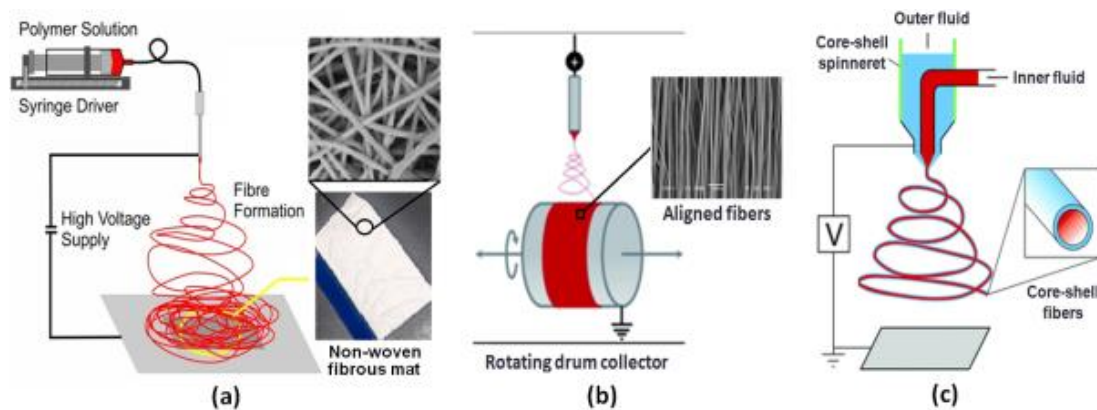 Polymer Solution
Syringe Driver
High Voltage
Supply
Fibre
Formation
Non-woven
fibrous mat
(a)
+
Aligned fibers
Rotating drum collector
(b)
Outer fluid
Core-shell
spinneret
Inner fluid
V
Core-shell
fibers
(c)